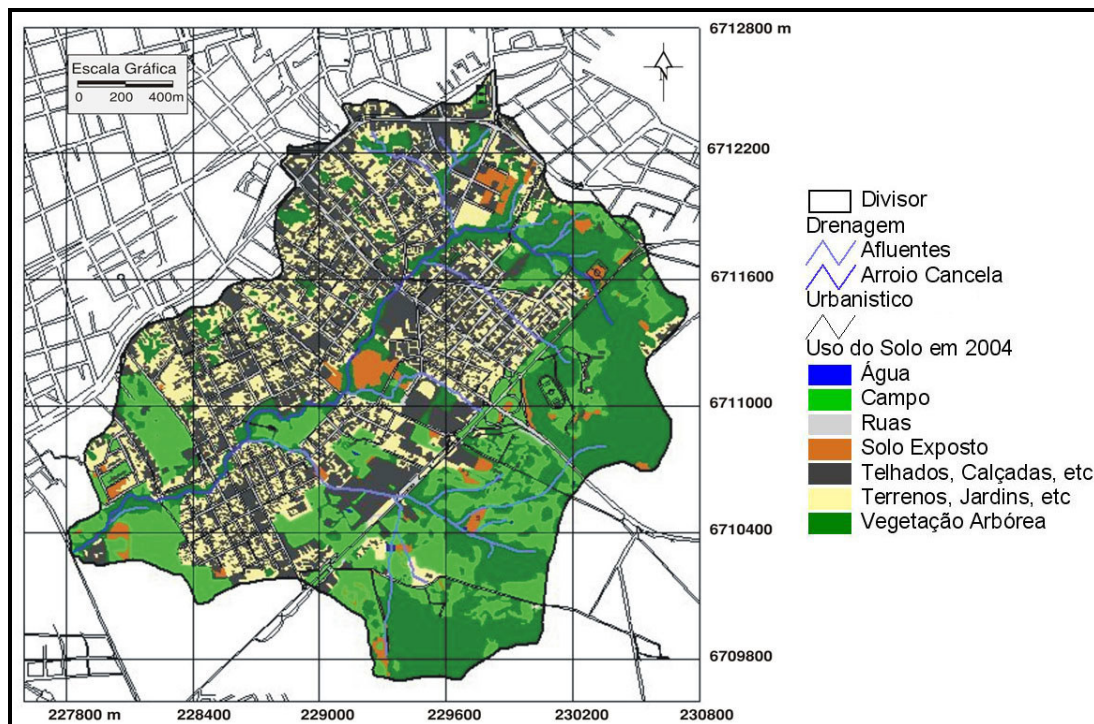 Escala Gráfica
0 200 400m
N
6712800 m
6712200
6711600
6711000
6710400
6709800
227800 m 228400 229000 229600 230200 230800
Divisor
Drenagem
Afluentes
Arroio Cancela
Urbanistico
Uso do Solo em 2004
Água
Campo
Ruas
Solo Exposto
Telhados, Calçadas, etc
Terrenos, Jardins, etc
Vegetação Arbórea